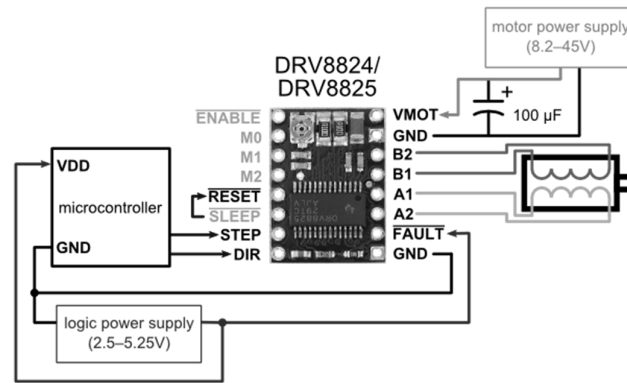 motor power supply
(8.2–45V)
DRV8824/
DRV8825
ENABLE
VMOT
+
100 µF
M0
GND
M1
B2
M2
B1
VDD
RESET
A1
microcontroller
SLEEP
A2
STEP
FAULT
GND
DIR
GND
logic power supply
(2.5–5.25V)
DRV8825